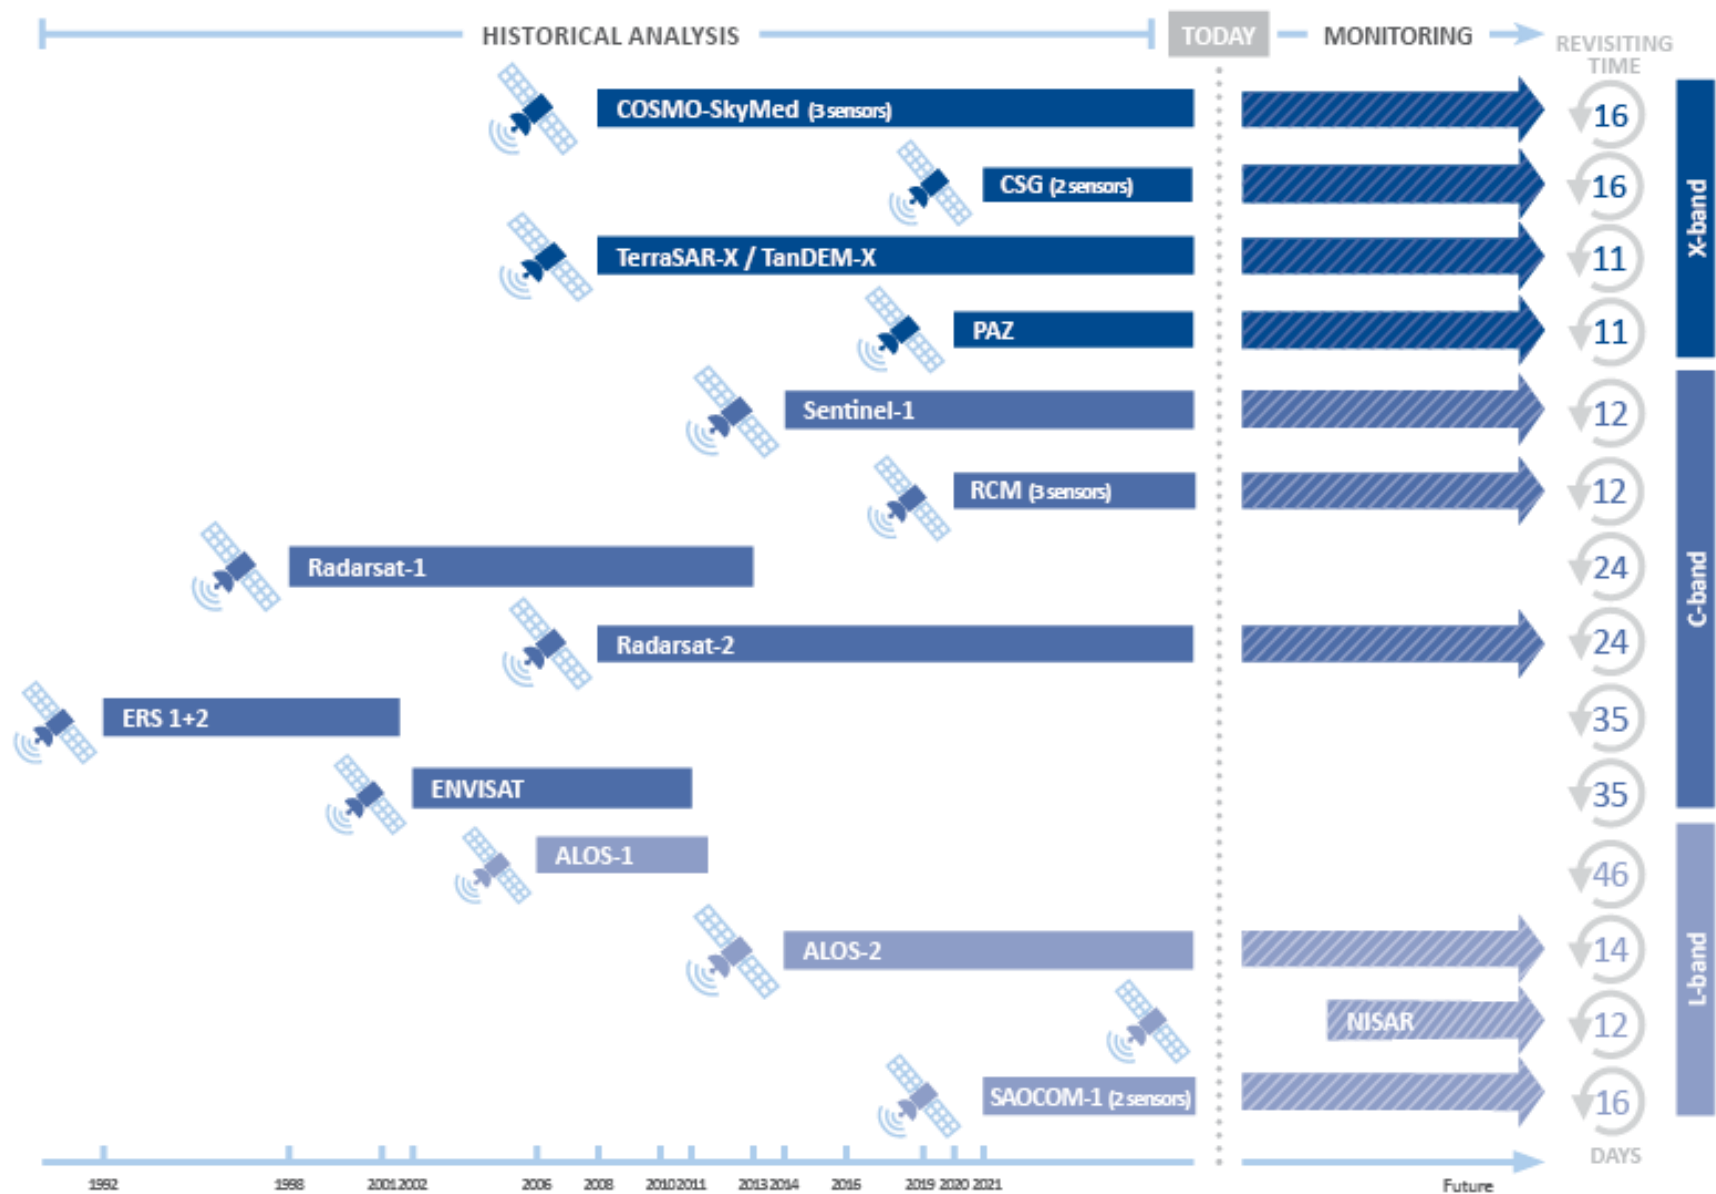 HISTORICAL ANALYSIS
TODAY
MONITORING
REVISITING
TIME
COSMO-SkyMed (3 sensors)
16
CSG (2 sensors)
16
TerraSAR-X / TanDEM-X
11
PAZ
11
X-band
Sentinel-1
12
RCM (3 sensors)
12
Radarsat-1
24
Radarsat-2
24
ERS 1+2
35
ENVISAT
35
C-band
ALOS-1
46
ALOS-2
14
NISAR
12
SAOCOM-1 (2 sensors)
16
L-band
DAYS
1992 1998 2001 2002 2006 2008 2010 2011 2013 2014 2016 2019 2020 2021 Future